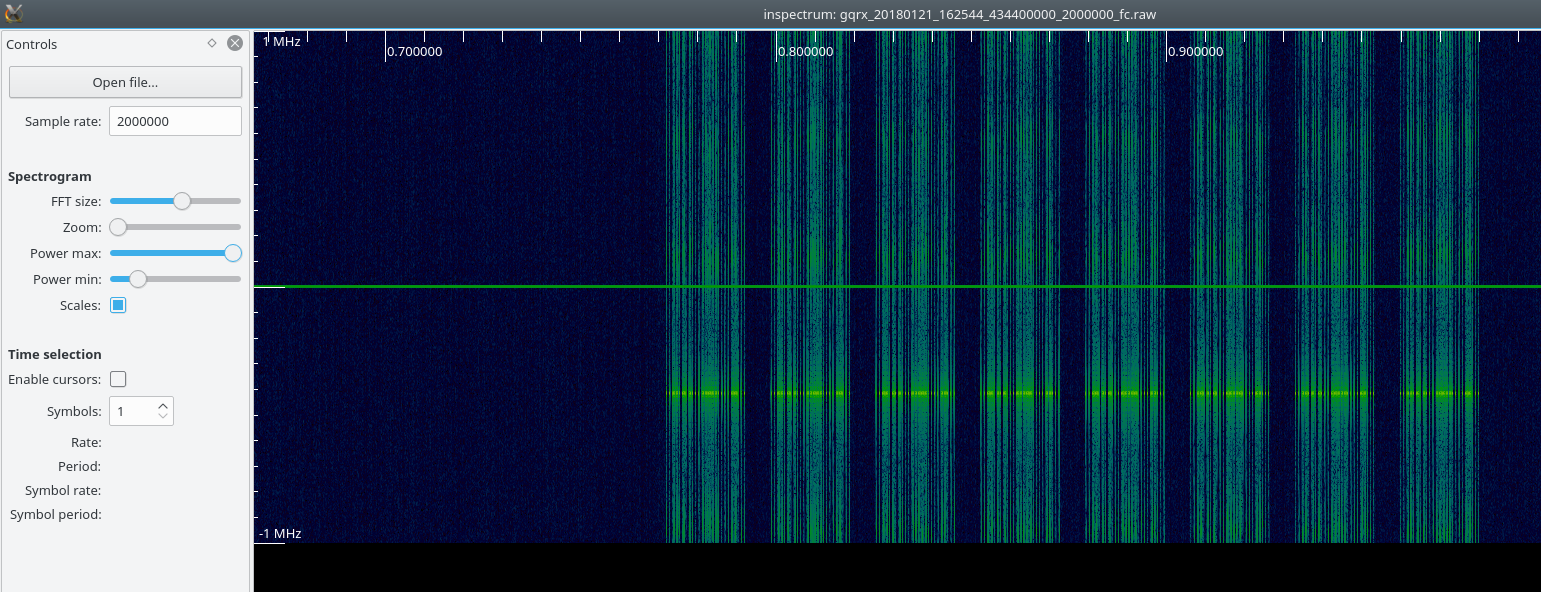 inspectrum: gqrx_20180121_162544_434400000_2000000_fc.raw
Controls
Open file...
Sample rate: 2000000
Spectrogram
FFT size:
Zoom:
Power max:
Power min:
Scales:
Time selection
Enable cursors:
Symbols: 1
Rate:
Period:
Symbol rate:
Symbol period:
1 MHz
0.700000 0.800000 0.900000
-1 MHz